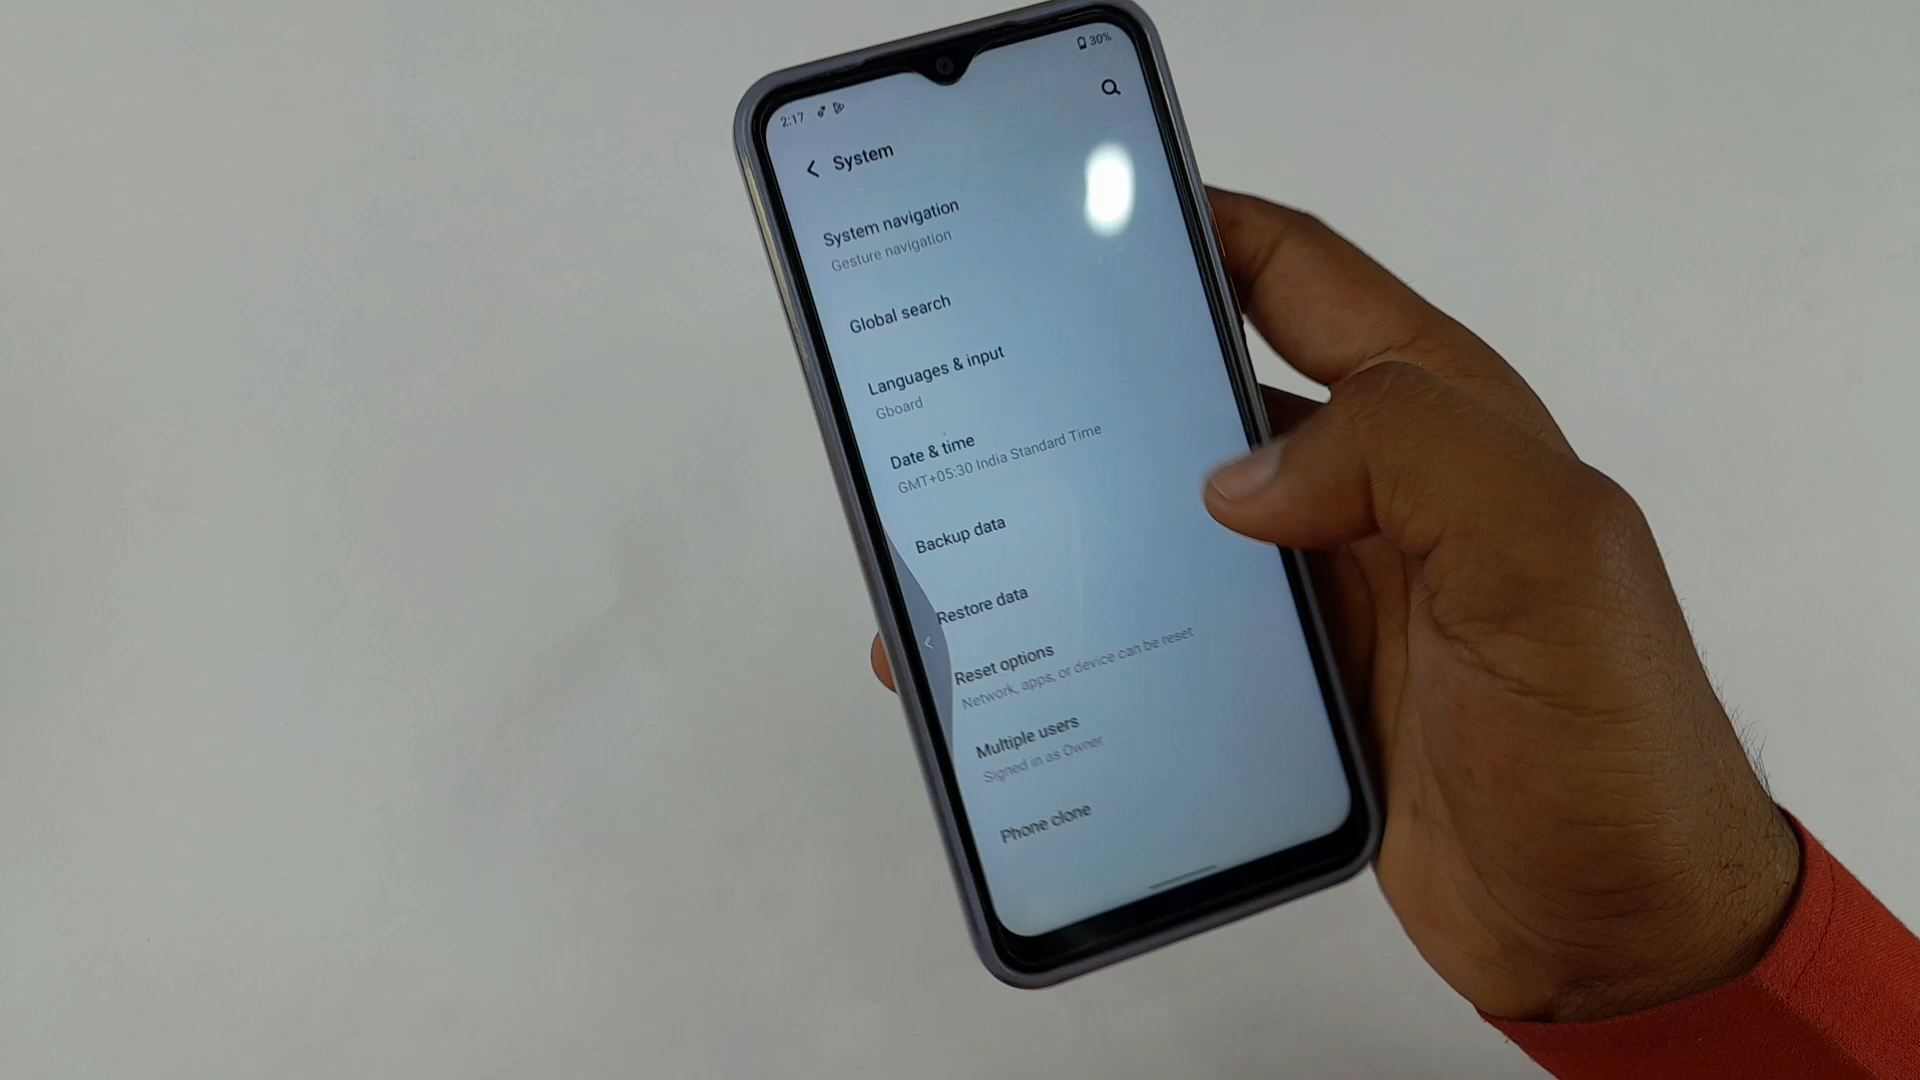 2:17
30%
System
System navigation
Gesture navigation
Global search
Languages & input
Gboard
Date & time
GMT+05:30 India Standard Time
Backup data
Restore data
Reset options
Network, apps, or device can be reset
Multiple users
Signed in as Owner
Phone clone